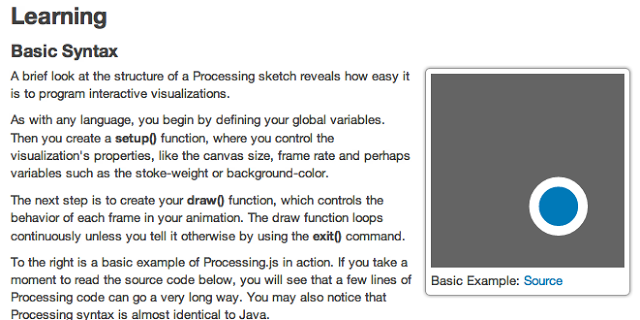 Learning
Basic Syntax
A brief look at the structure of a Processing sketch reveals how easy it
is to program interactive visualizations.
As with any language, you begin by defining your global variables.
Then you create a setup() function, where you control the
visualization's properties, like the canvas size, frame rate and perhaps
variables such as the stoke-weight or background-color.
The next step is to create your draw() function, which controls the
behavior of each frame in your animation. The draw function loops
continuously unless you tell it otherwise by using the exit() command.
To the right is a basic example of Processing.js in action. If you take a
moment to read the source code below, you will see that a few lines of
Processing code can go a very long way. You may also notice that
Processing syntax is almost identical to Java.
Basic Example: Source